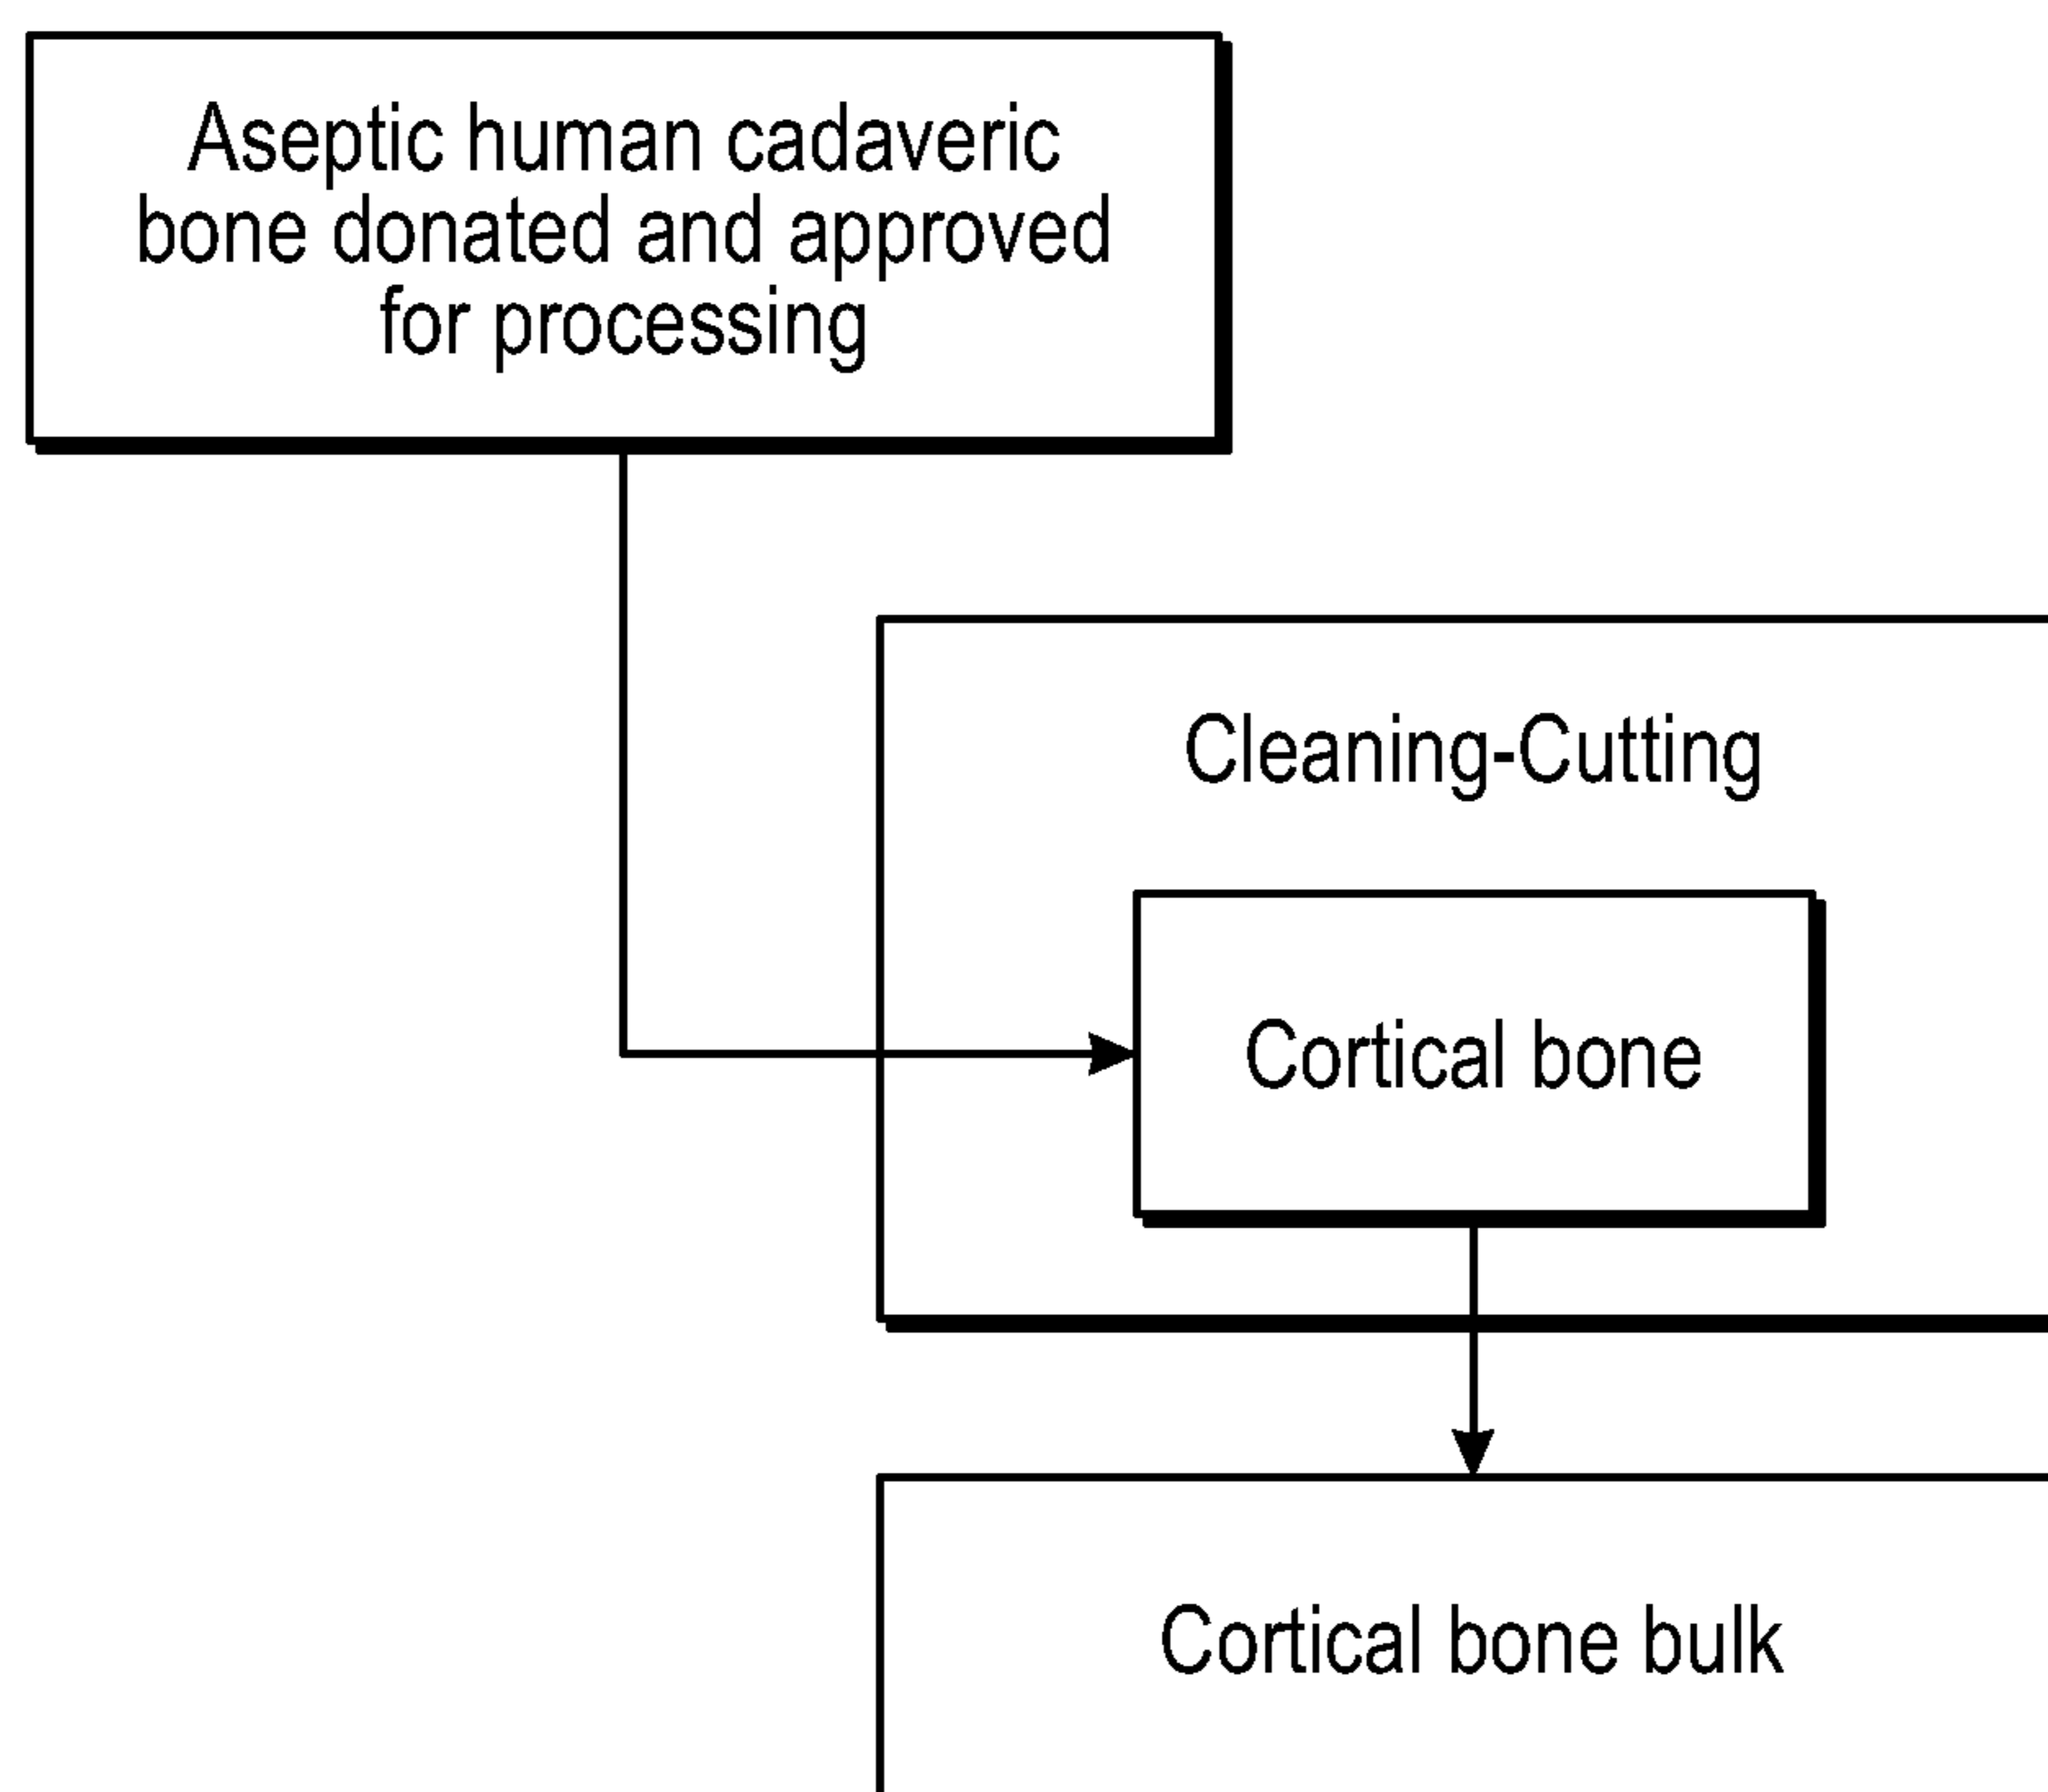 Aseptic human cadaveric
bone donated and approved
for processing
Cleaning-Cutting
Cortical bone
Cortical bone bulk